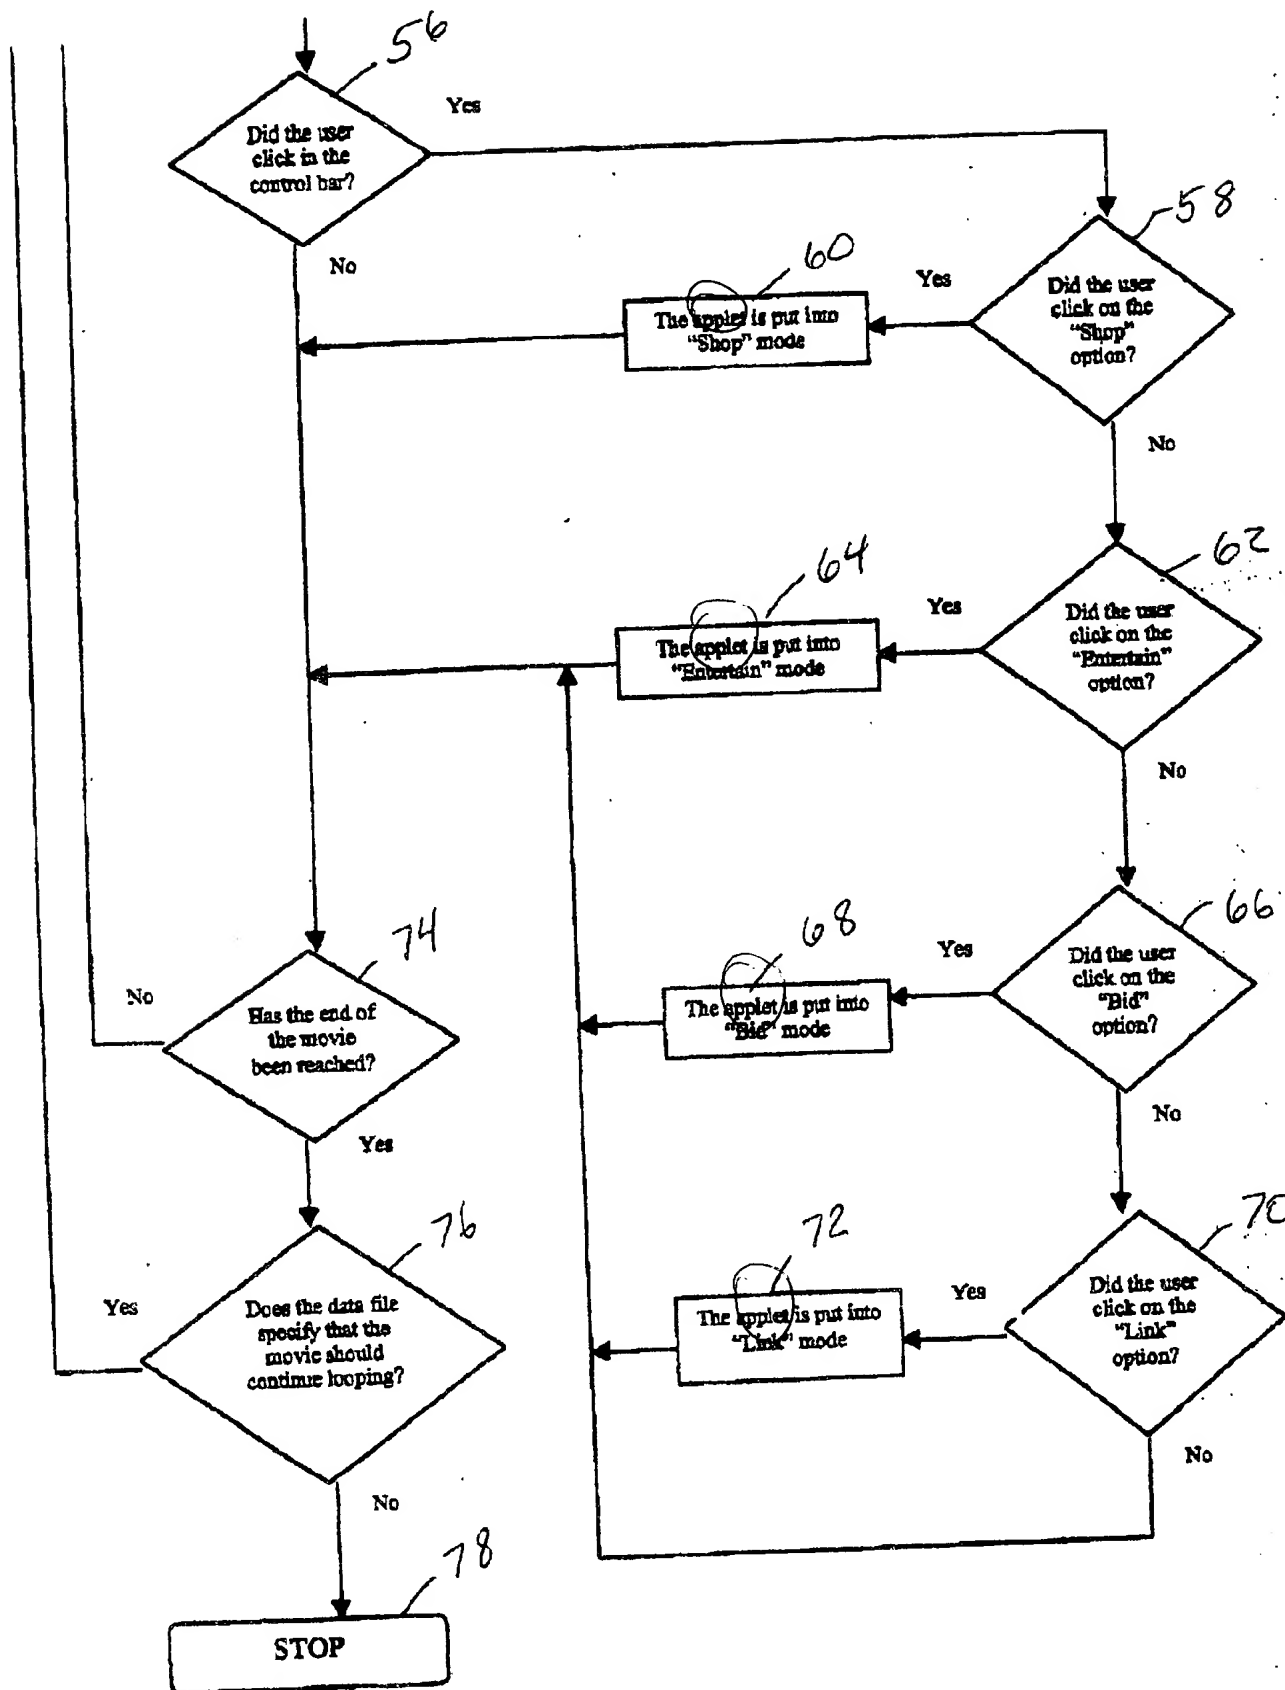 56
Yes
Did the user
click in the
control bar?
No
58
Did the user
click on the
"Shop"
option?
Yes
60
The applet is put into
"Shop" mode
No
62
Did the user
click on the
"Entertain"
option?
Yes
64
The applet is put into
"Entertain" mode
No
66
Did the user
click on the
"Bid"
option?
Yes
68
The applet is put into
"Bid" mode
No
70
Did the user
click on the
"Link"
option?
Yes
72
The applet is put into
"Link" mode
No
74
No
Has the end of
the movie
been reached?
Yes
76
Yes
Does the data file
specify that the
movie should
continue looping?
No
78
STOP